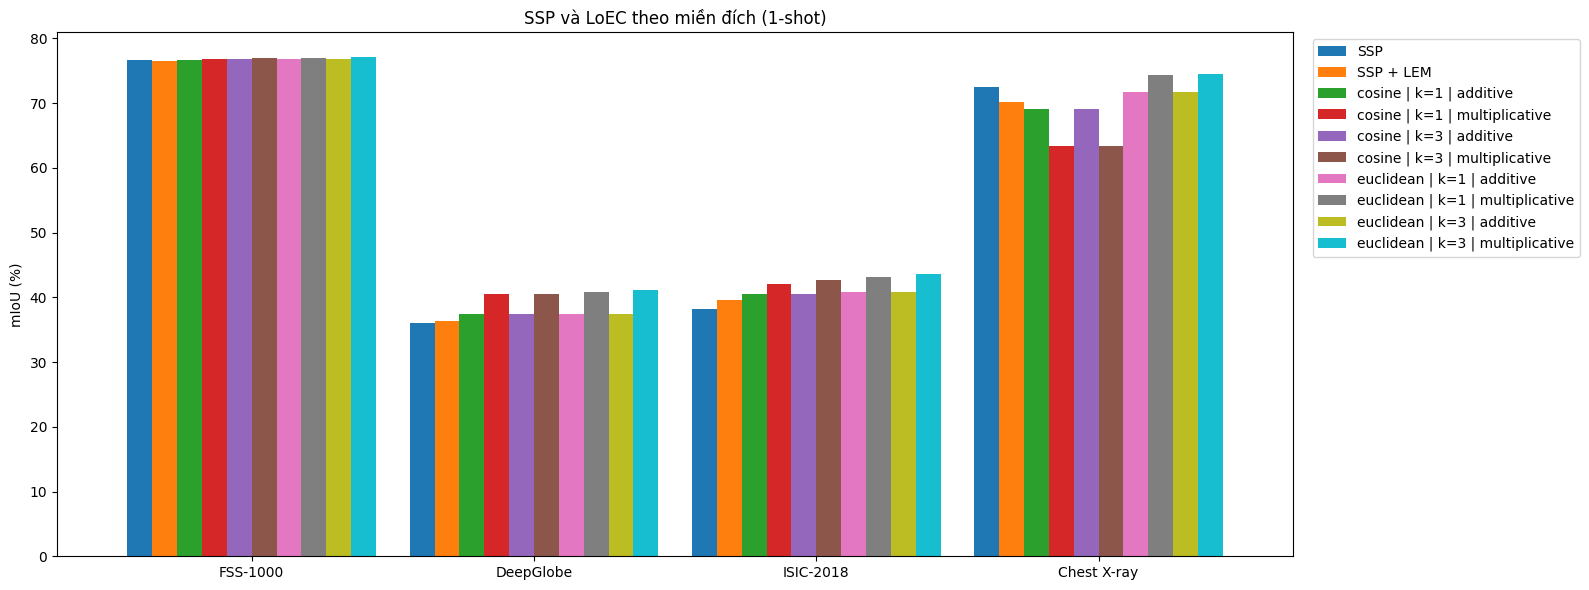 SSP và LoEC theo miền đích (1-shot)
mIoU (%)
80
70
60
50
40
30
20
10
0
FSS-1000
DeepGlobe
ISIC-2018
Chest X-ray
SSP
SSP + LEM
cosine | k=1 | additive
cosine | k=1 | multiplicative
cosine | k=3 | additive
cosine | k=3 | multiplicative
euclidean | k=1 | additive
euclidean | k=1 | multiplicative
euclidean | k=3 | additive
euclidean | k=3 | multiplicative